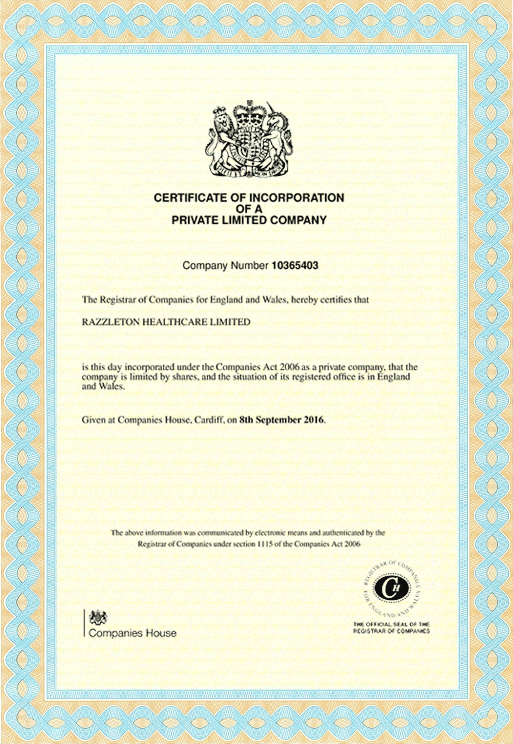 CERTIFICATE OF INCORPORATION
OF A
PRIVATE LIMITED COMPANY
Company Number 10365403
The Registrar of Companies for England and Wales, hereby certifies that
RAZZLETON HEALTHCARE LIMITED
is this day incorporated under the Companies Act 2006 as a private company, that the
company is limited by shares, and the situation of its registered office is in England
and Wales.
Given at Companies House, Cardiff, on 8th September 2016.
The above information was communicated by electronic means and authenticated by the
Registrar of Companies under section 1115 of the Companies Act 2006
Companies House
REGISTRAR OF COMPANIES
FOR ENGLAND AND WALES
CH
THE OFFICIAL SEAL OF THE
REGISTRAR OF COMPANIES